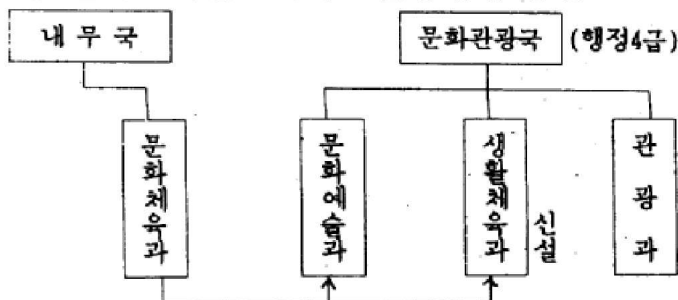 내 무 국
문화관광국 (행정4급)
문화체육과
문화예술과
생활체육과
신설
관광과